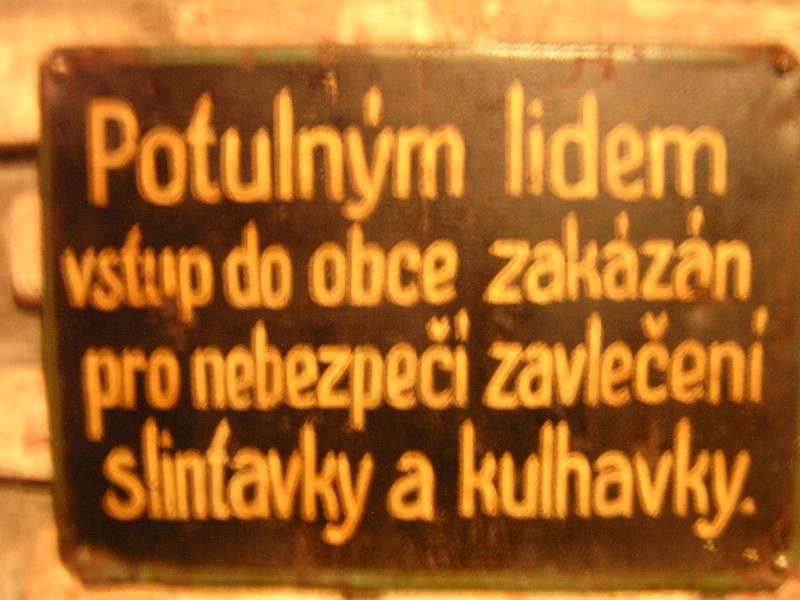 Potulným lidem
vstup do obce zakázán
pro nebezpečí zavlečení
slintavky a kulhavky.